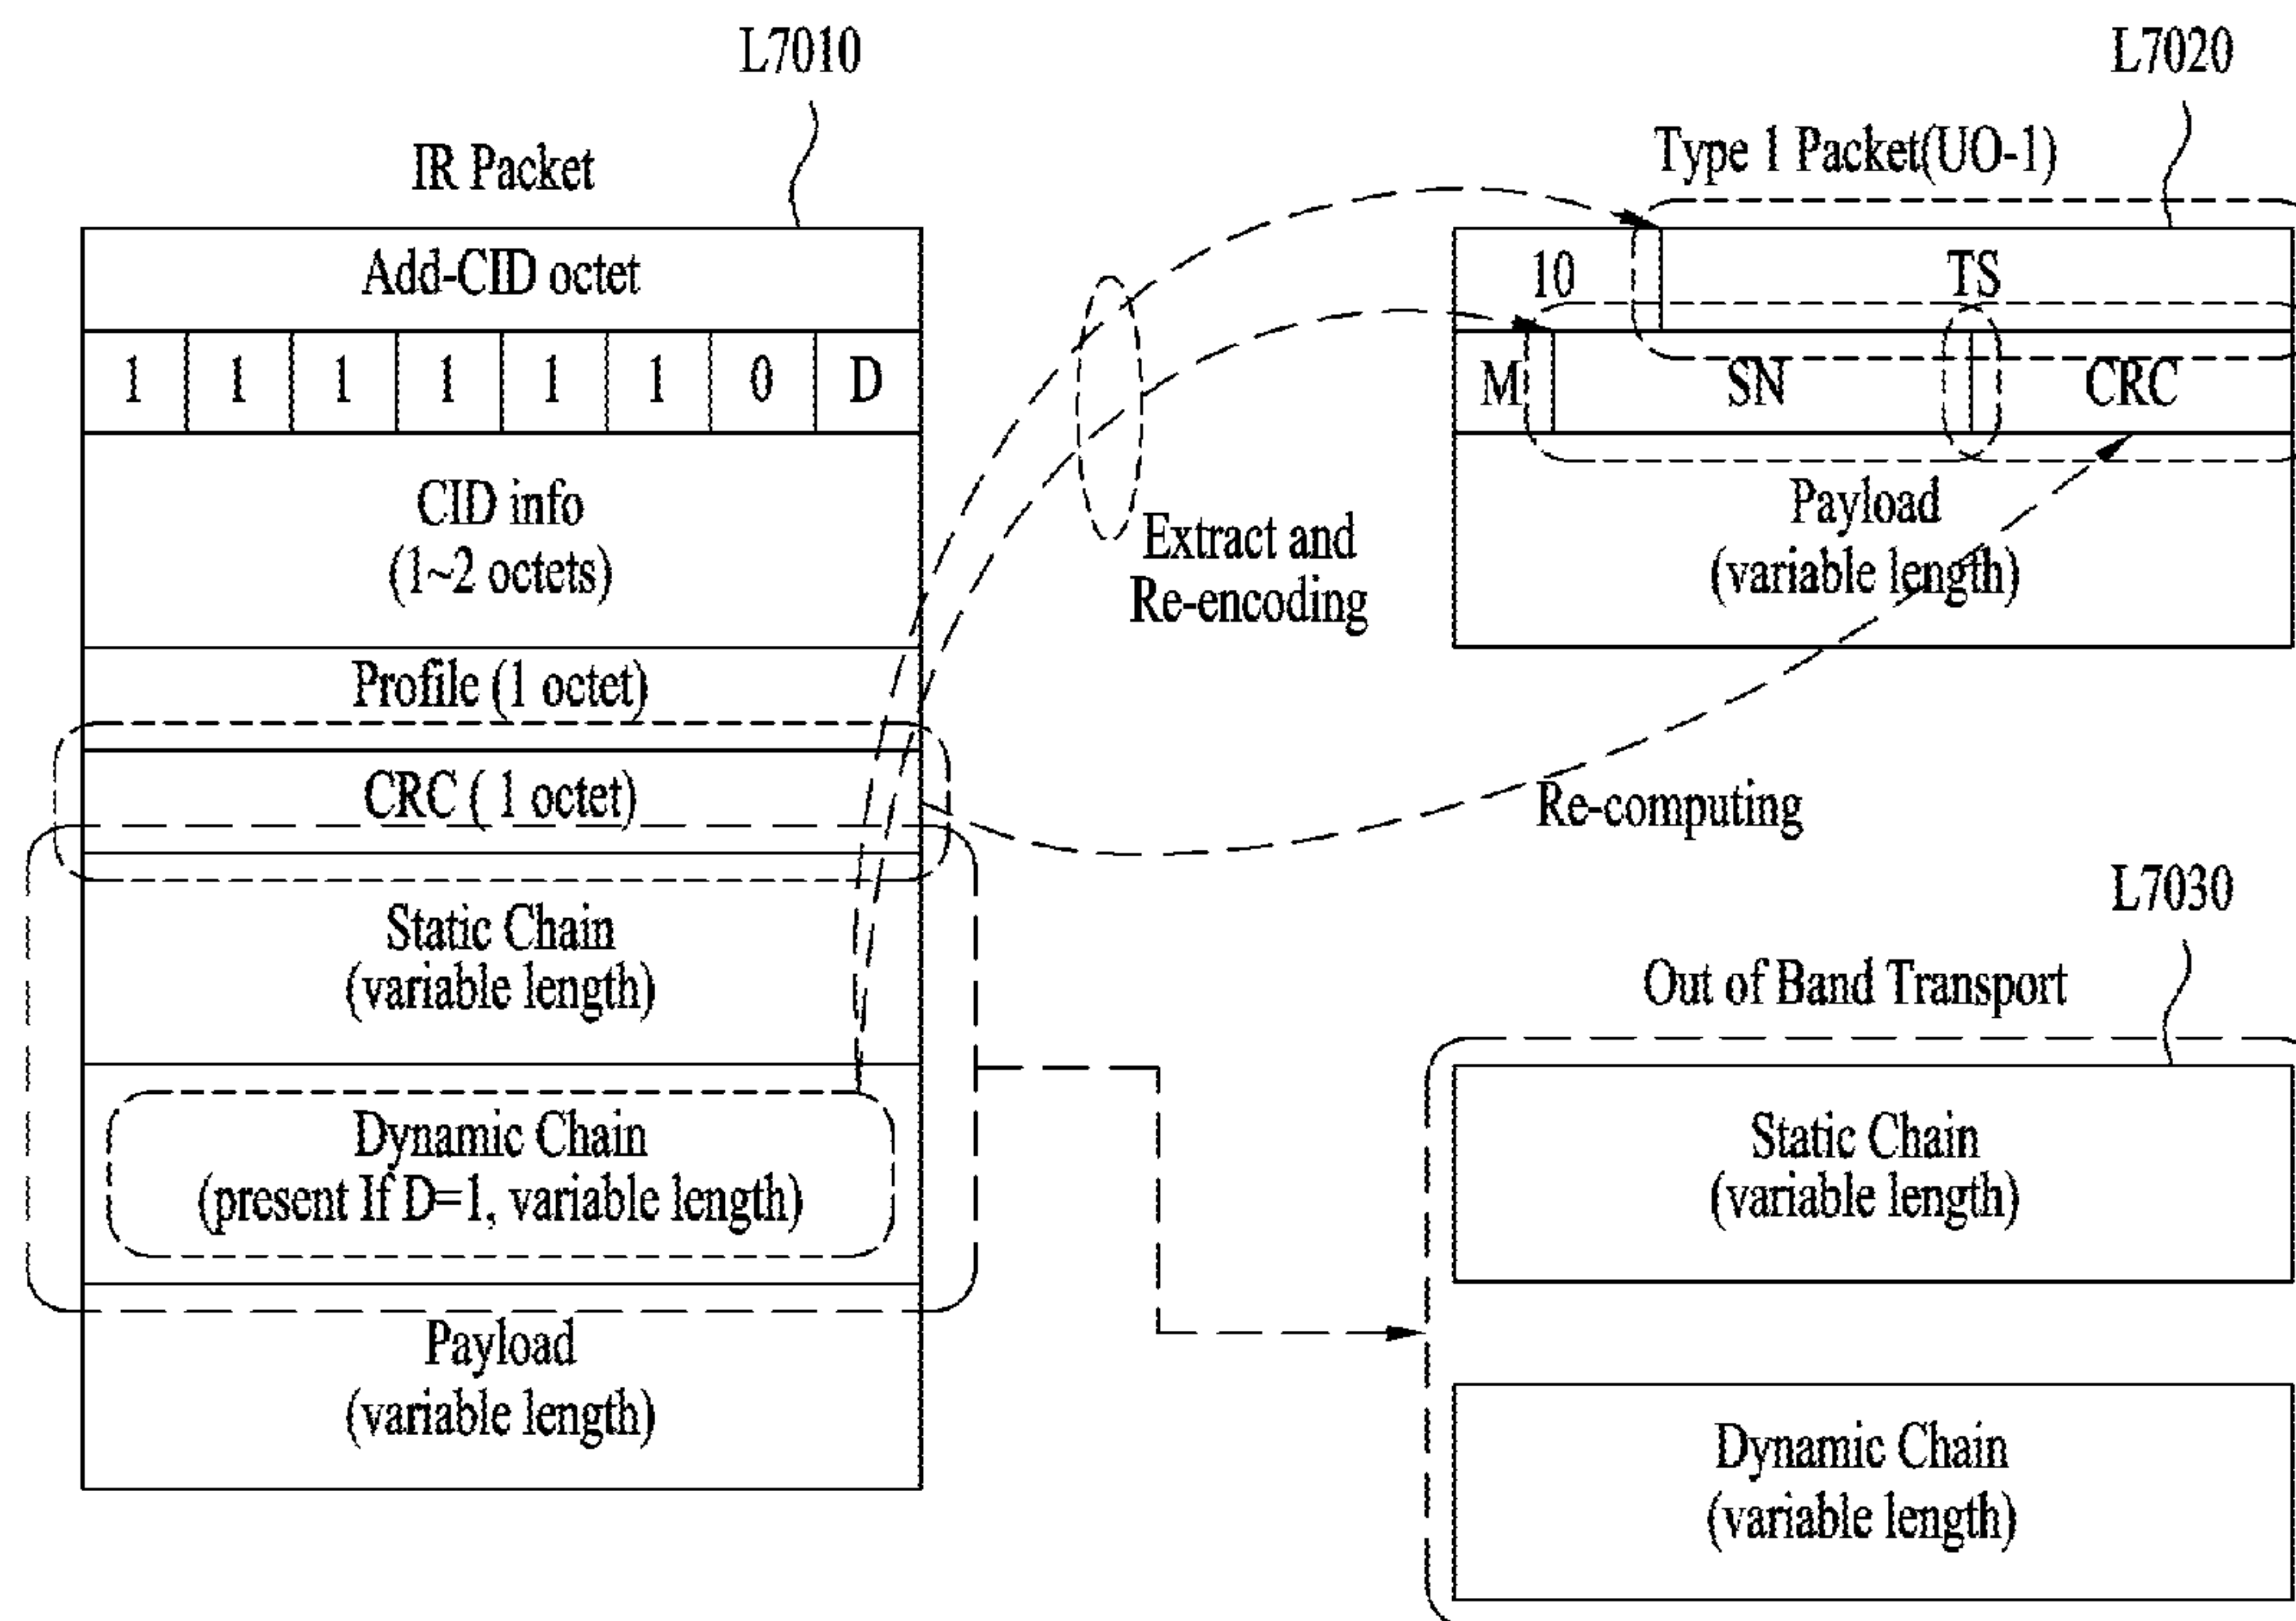 L7010
IR Packet
Add-CID octet
1 1 1 1 1 1 0 D
CID info
(1~2 octets)
Profile (1 octet)
CRC ( 1 octet)
Static Chain
(variable length)
Dynamic Chain
(present If D=1, variable length)
Payload
(variable length)
Extract and
Re-encoding
Re-computing
L7020
Type 1 Packet(UO-1)
10 TS
M SN CRC
Payload
(variable length)
L7030
Out of Band Transport
Static Chain
(variable length)
Dynamic Chain
(variable length)